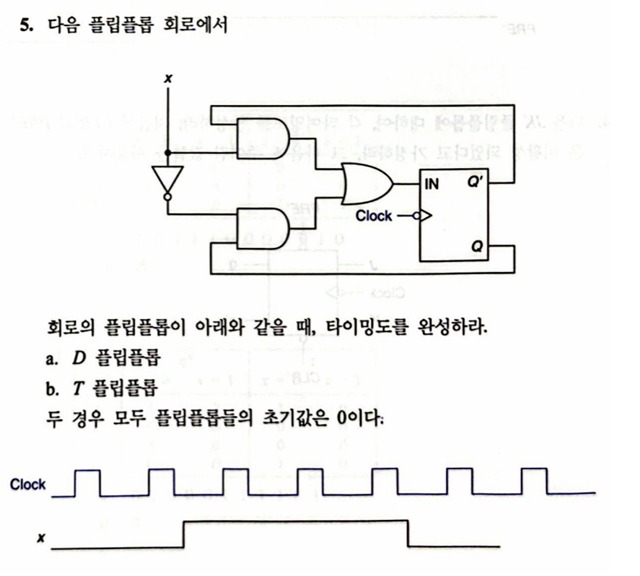 5. 다음 플립플롭 회로에서
x
IN Q'
Clock
Q
회로의 플립플롭이 아래와 같을 때, 타이밍도를 완성하라.
a. D 플립플롭
b. T 플립플롭
두 경우 모두 플립플롭들의 초기값은 0이다.
Clock
x